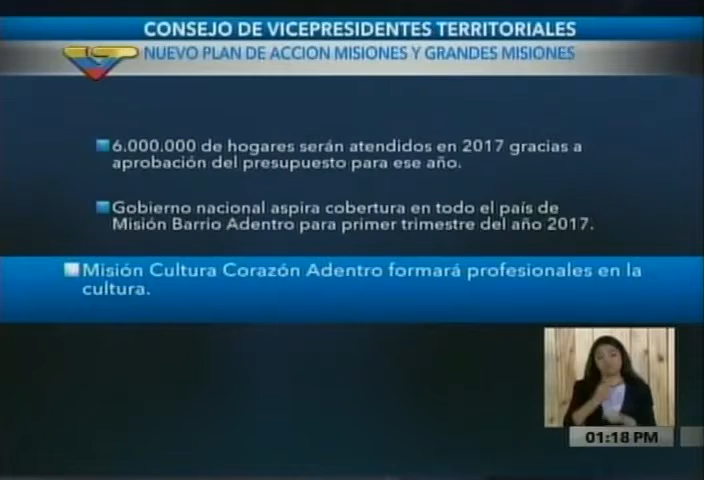 CONSEJO DE VICEPRESIDENTES TERRITORIALES
NUEVO PLAN DE ACCION MISIONES Y GRANDES MISIONES
6.000.000 de hogares serán atendidos en 2017 gracias a
aprobación del presupuesto para ese año.
Gobierno nacional aspira cobertura en todo el país de
Misión Barrio Adentro para primer trimestre del año 2017.
Misión Cultura Corazón Adentro formará profesionales en la
cultura.
01:18 PM